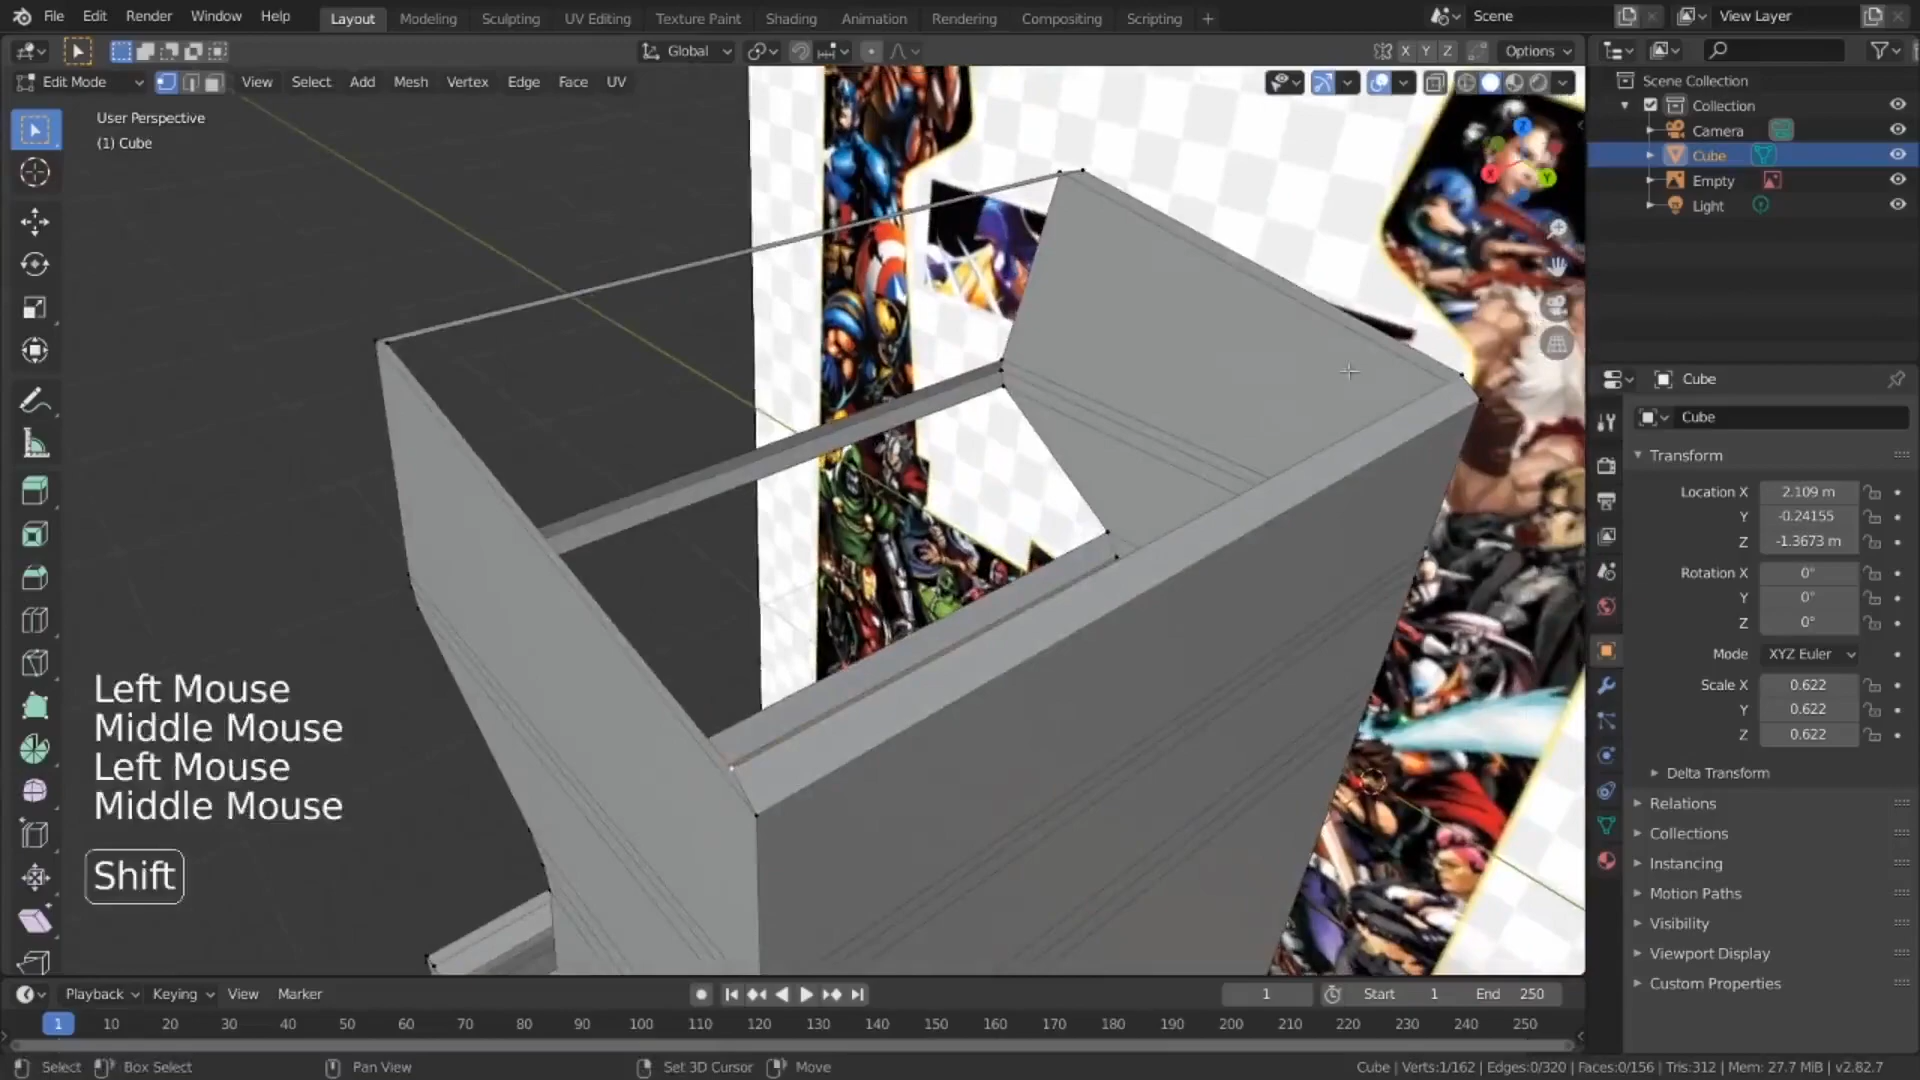 File Edit Render Window Help Layout Modeling Sculpting UV Editing Texture Paint Shading Animation Rendering Compositing Scripting + Scene View Layer
Global X Y Z Options
Edit Mode View Select Add Mesh Vertex Edge Face UV
User Perspective
(1) Cube
Left Mouse
Middle Mouse
Left Mouse
Middle Mouse
Shift
X Y Z
Scene Collection
Collection
Camera
Cube
Empty
Light
Cube
Cube
Transform
Location X 2.109 m
Y -0.24155
Z -1.3673 m
Rotation X 0°
Y 0°
Z 0°
Mode XYZ Euler
Scale X 0.622
Y 0.622
Z 0.622
Delta Transform
Relations
Collections
Instancing
Motion Paths
Visibility
Viewport Display
Custom Properties
Playback Keying View Marker 1 Start 1 End 250
1 10 20 30 40 50 60 70 80 90 100 110 120 130 140 150 160 170 180 190 200 210 220 230 240 250
Select Box Select Pan View Set 3D Cursor Move Cube | Verts:1/162 | Edges:0/320 | Faces:0/156 | Tris:312 | Mem: 27.7 MiB | v2.82.7